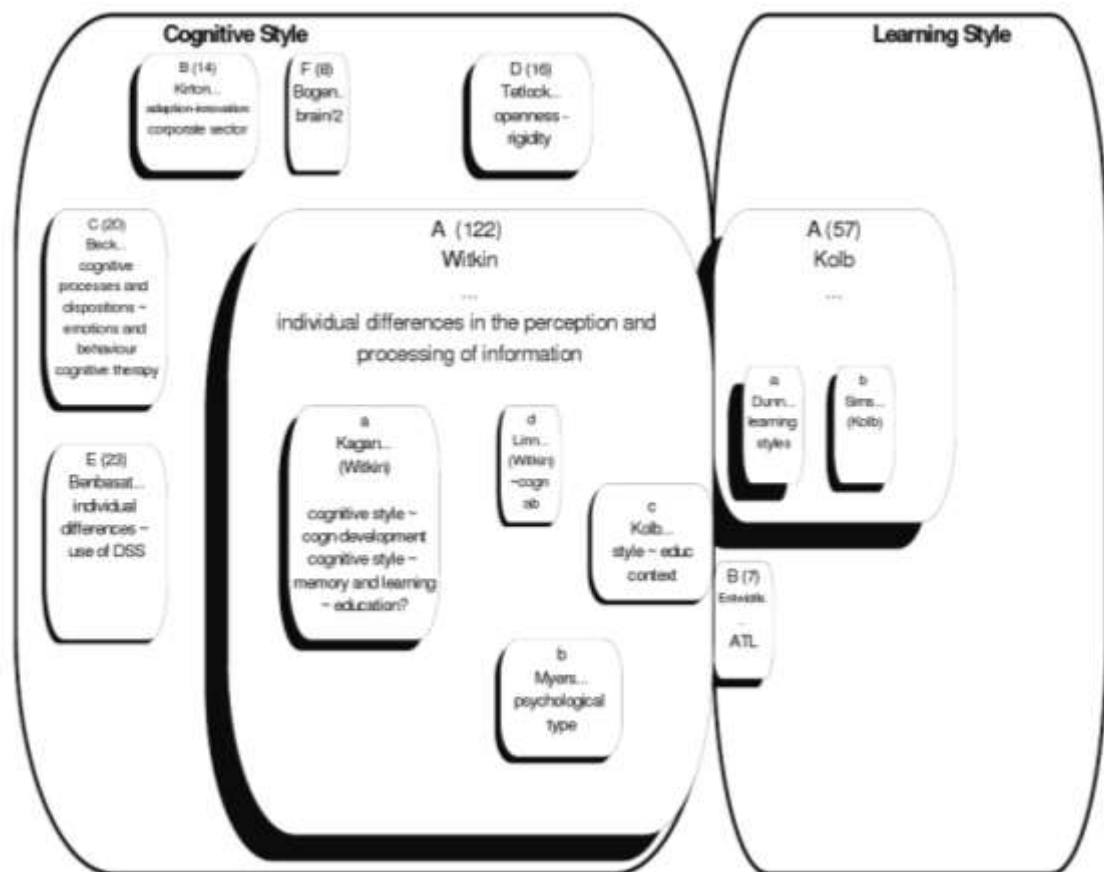 Cognitive Style
Learning Style
B (14)
Kirton...
adaption-innovation
corporate sector
F (8)
Bogen..
brain/2
D (16)
Tetlock...
openness -
rigidity
C (20)
Beck...
cognitive
processes and
dispositions ~
emotions and
behaviour
cognitive therapy
E (23)
Benbasat...
individual
differences ~
use of DSS
A (122)
Witkin
...
individual differences in the perception and
processing of information
a
Kagan...
(Witkin)
cognitive style ~
cogn development
cognitive style ~
memory and learning
~ education?
d
Linn...
(Witkin)
~cogn
ab
c
Kolb...
style ~ educ
context
b
Myers...
psychological
type
A (57)
Kolb
...
a
Dunn...
learning
styles
b
Sims...
(Kolb)
B (7)
...
ATL